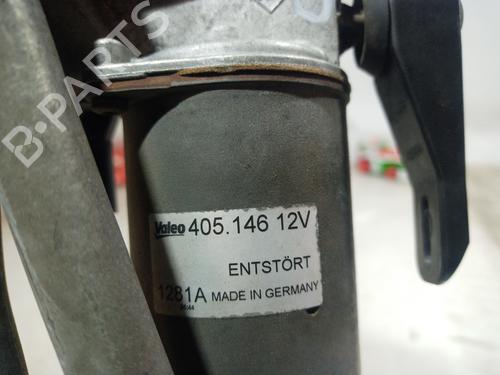 B-PARTS
Valeo 405.146 12V
ENTSTÖRT
1281A MADE IN GERMANY